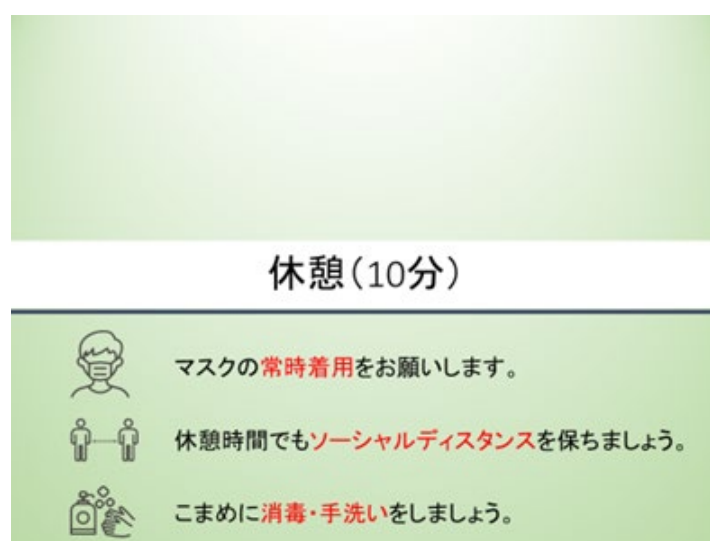 休憩（10分）
マスクの常時着用をお願いします。
休憩時間でもソーシャルディスタンスを保ちましょう。
こまめに消毒・手洗いをしましょう。